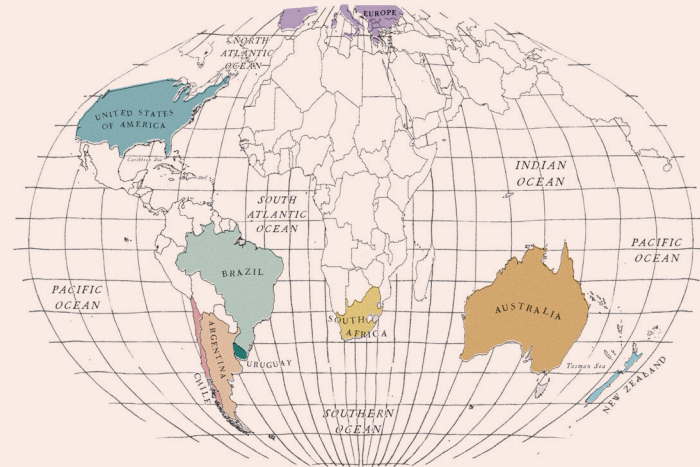 EUROPE
NORTH
ATLANTIC
OCEAN
UNITED STATES
OF AMERICA
Caribbean Sea
INDIAN
OCEAN
SOUTH
ATLANTIC
OCEAN
PACIFIC
OCEAN
BRAZIL
PACIFIC
OCEAN
AUSTRALIA
SOUTH
AFRICA
ARGENTINA
URUGUAY
Tasman Sea
CHILE
NEW ZEALAND
SOUTHERN
OCEAN